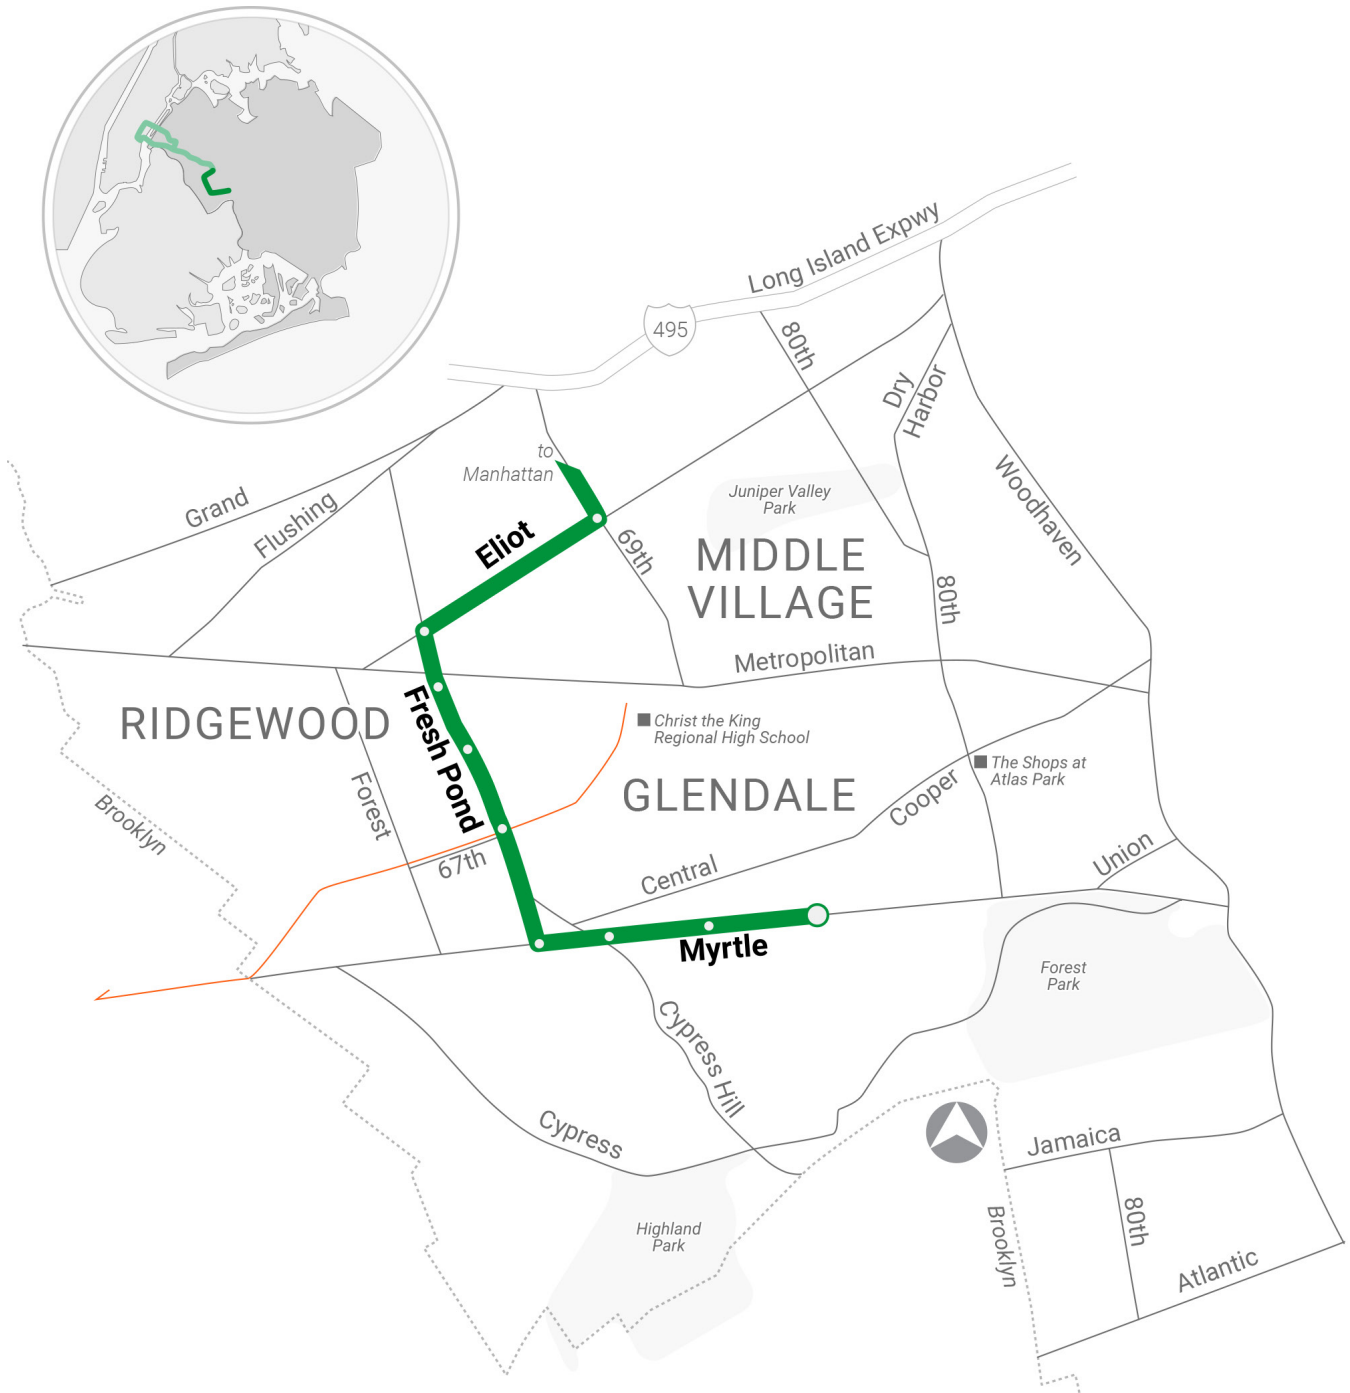 Long Island Expwy
495
80th
Dry
Harbor
to
Manhattan
Grand
Flushing
Eliot
69th
Juniper Valley
Park
Woodhaven
MIDDLE
VILLAGE
80th
Metropolitan
RIDGEWOOD
Fresh Pond
Christ the King
Regional High School
The Shops at
Atlas Park
GLENDALE
Cooper
Brooklyn
Forest
67th
Central
Union
Myrtle
Forest
Park
Cypress Hill
Cypress
Jamaica
Highland
Park
Brooklyn
80th
Atlantic